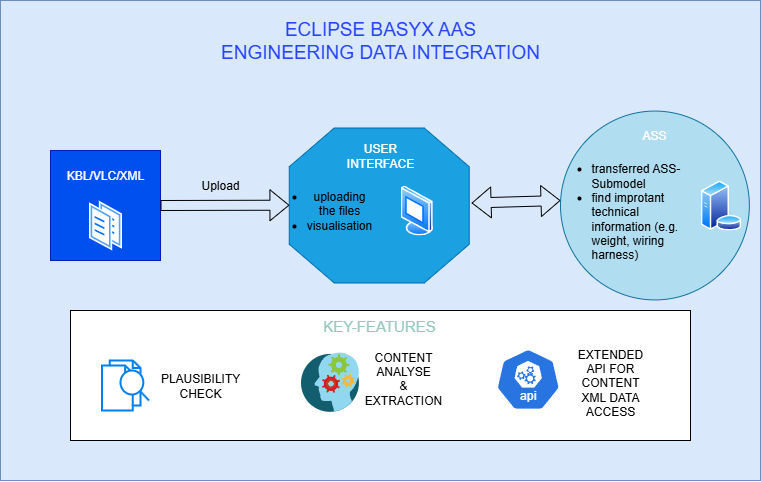 ECLIPSE BASYX AAS
ENGINEERING DATA INTEGRATION
KBL/VLC/XML
Upload
USER
INTERFACE
• uploading
the files
• visualisation
ASS
• transferred ASS-
Submodel
• find improtant
technical
information (e.g.
weight, wiring
harness)
KEY-FEATURES
PLAUSIBILITY
CHECK
CONTENT
ANALYSE
&
EXTRACTION
api
EXTENDED
API FOR
CONTENT
XML DATA
ACCESS